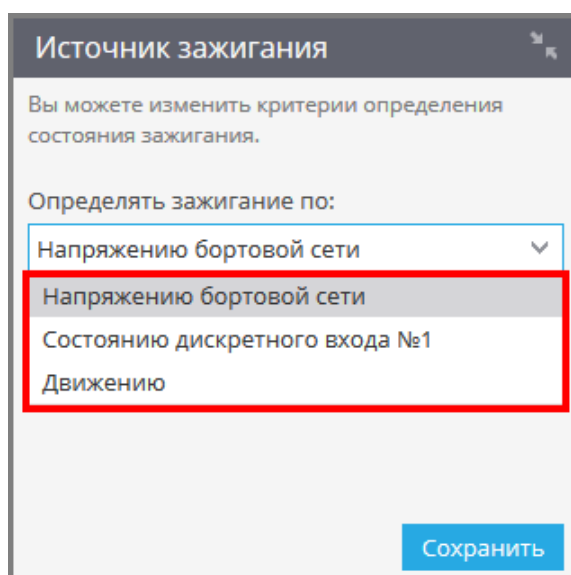 Источник зажигания
Вы можете изменить критерии определения
состояния зажигания.
Определять зажигание по:
Напряжению бортовой сети
Напряжению бортовой сети
Состоянию дискретного входа №1
Движению
Сохранить